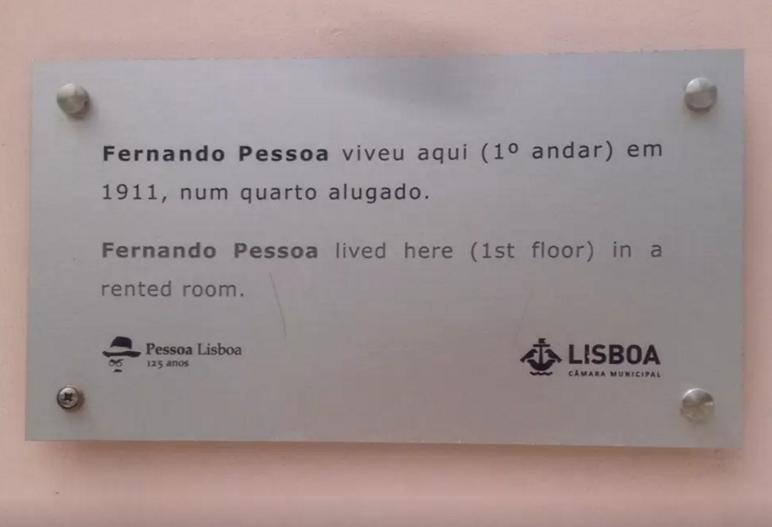 Fernando Pessoa viveu aqui (1º andar) em
1911, num quarto alugado.
Fernando Pessoa lived here (1st floor) in a
rented room.
Pessoa Lisboa
125 anos
LISBOA
CÂMARA MUNICIPAL